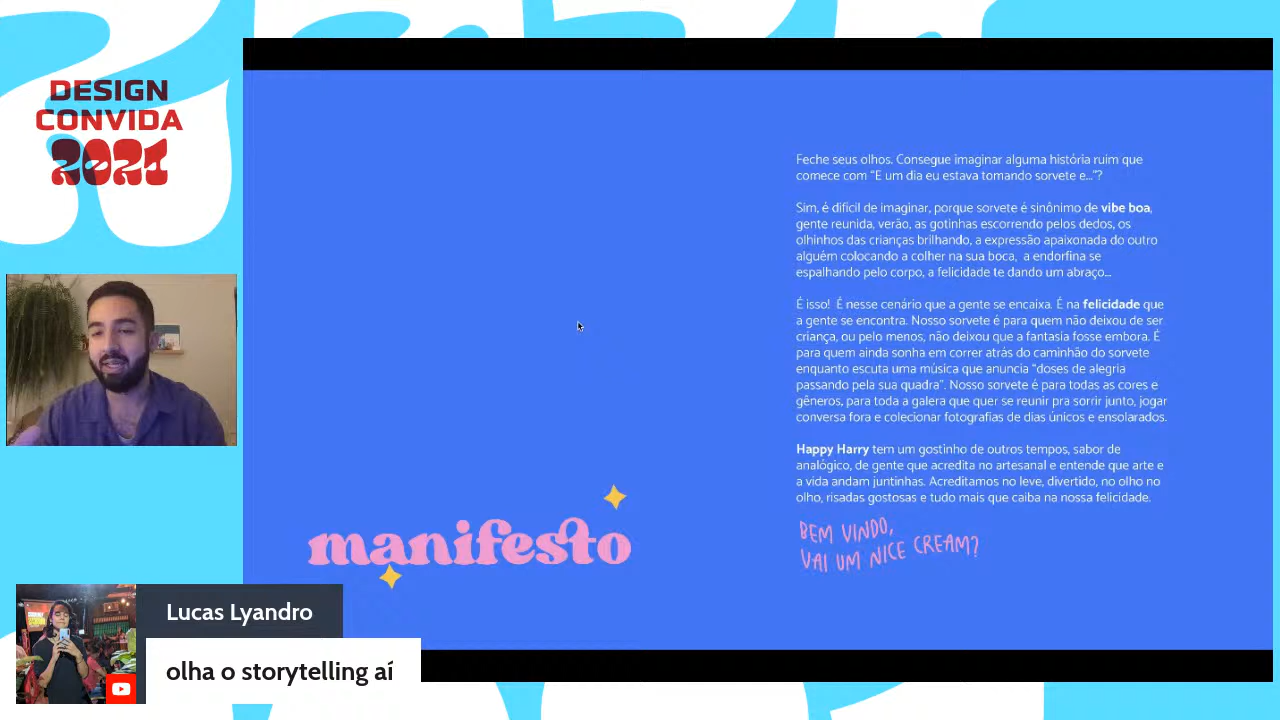 DESIGN
CONVIDA
2021
Feche seus olhos. Consegue imaginar alguma história ruim que
comece com “E um dia eu estava tomando sorvete e...”?
Sim, é difícil de imaginar, porque sorvete é sinônimo de vibe boa,
gente reunida, verão, as gotinhas escorrendo pelos dedos, os
olhinhos das crianças brilhando, a expressão apaixonada do outro
alguém colocando a colher na sua boca, a endorfina se
espalhando pelo corpo, a felicidade te dando um abraço...
É isso! É nesse cenário que a gente se encaixa. É na felicidade que
a gente se encontra. Nosso sorvete é para quem não deixou de ser
criança, ou pelo menos, não deixou que a fantasia fosse embora. É
para quem ainda sonha em correr atrás do caminhão do sorvete
enquanto escuta uma música que anuncia “doses de alegria
passando pela sua quadra”. Nosso sorvete é para todas as cores e
gêneros, para toda a galera que quer se reunir pra sorrir junto, jogar
conversa fora e colecionar fotografias de dias únicos e ensolarados.
Happy Harry tem um gostinho de outros tempos, sabor de
analógico, de gente que acredita no artesanal e entende que arte e
a vida andam juntinhas. Acreditamos no leve, divertido, no olho no
olho, risadas gostosas e tudo mais que caiba na nossa felicidade.
BEM VINDO,
VAI UM NICE CREAM?
manifesto
Lucas Lyandro
olha o storytelling aí